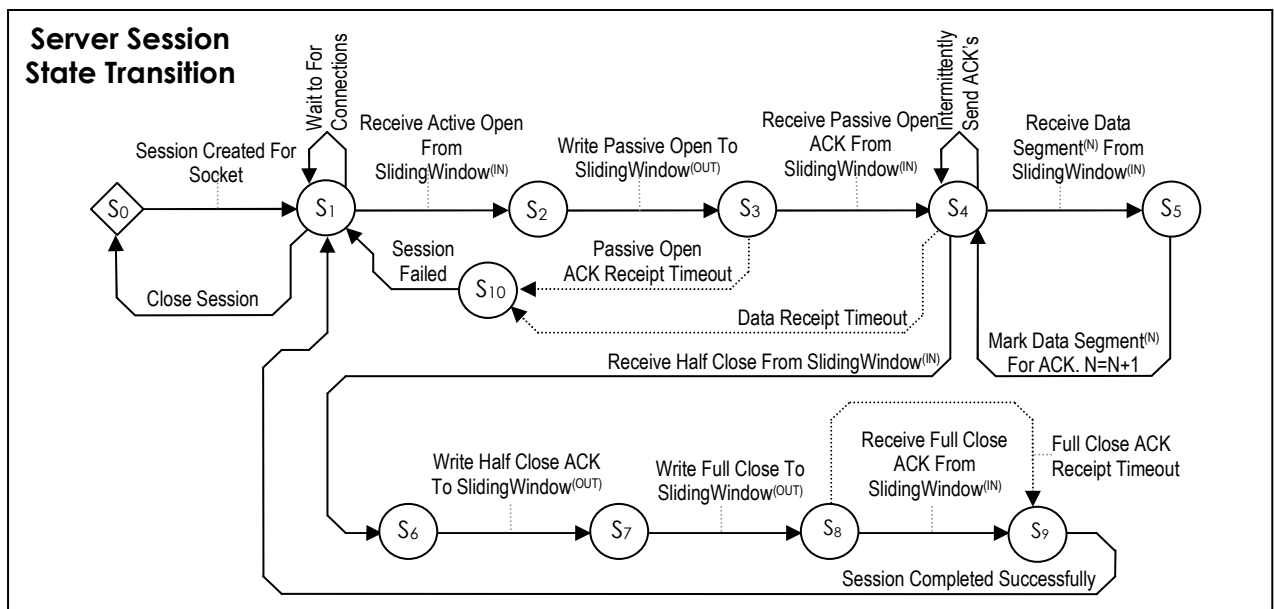 Server Session
State Transition
Wait to For
Connections
Session Created For
Socket
Receive Active Open
From
SlidingWindow(IN)
Write Passive Open To
SlidingWindow(OUT)
Receive Passive Open
ACK From
SlidingWindow(IN)
Intermittently
Send ACK's
Receive Data
Segment(N) From
SlidingWindow(IN)
S0
S1
S2
S3
S4
S5
Close Session
Session
Failed
S10
Passive Open
ACK Receipt Timeout
Data Receipt Timeout
Receive Half Close From SlidingWindow(IN)
Mark Data Segment(N)
For ACK. N=N+1
Write Half Close ACK
To SlidingWindow(OUT)
Write Full Close To
SlidingWindow(OUT)
Receive Full Close
ACK From
SlidingWindow(IN)
Full Close ACK
Receipt Timeout
S6
S7
S8
S9
Session Completed Successfully